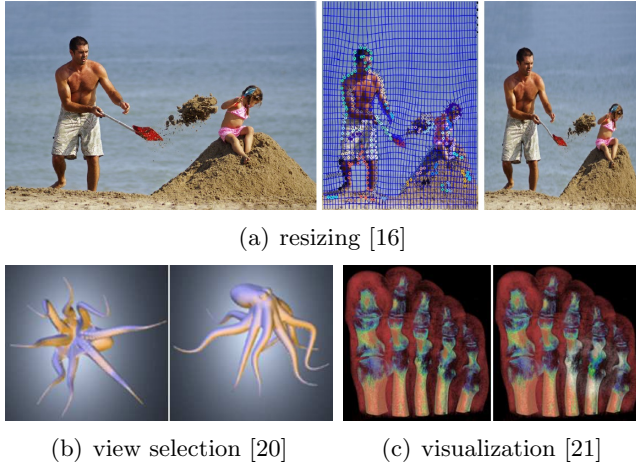 (a) resizing [16]
(b) view selection [20]
(c) visualization [21]